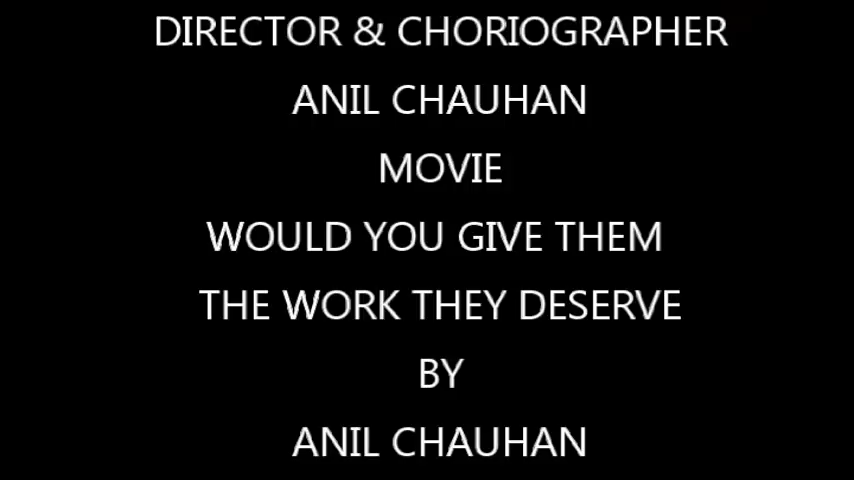 DIRECTOR & CHORIOGRAPHER
ANIL CHAUHAN
MOVIE
WOULD YOU GIVE THEM
THE WORK THEY DESERVE
BY
ANIL CHAUHAN